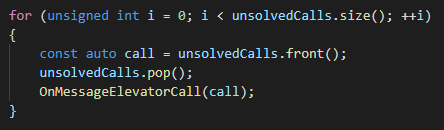 for (unsigned int i = 0; i < unsolvedCalls.size(); ++i)
{
    const auto call = unsolvedCalls.front();
    unsolvedCalls.pop();
    OnMessageElevatorCall(call);
}